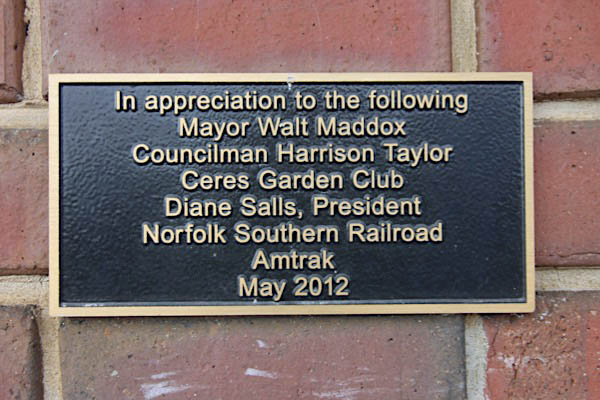 In appreciation to the following
Mayor Walt Maddox
Councilman Harrison Taylor
Ceres Garden Club
Diane Salls, President
Norfolk Southern Railroad
Amtrak
May 2012